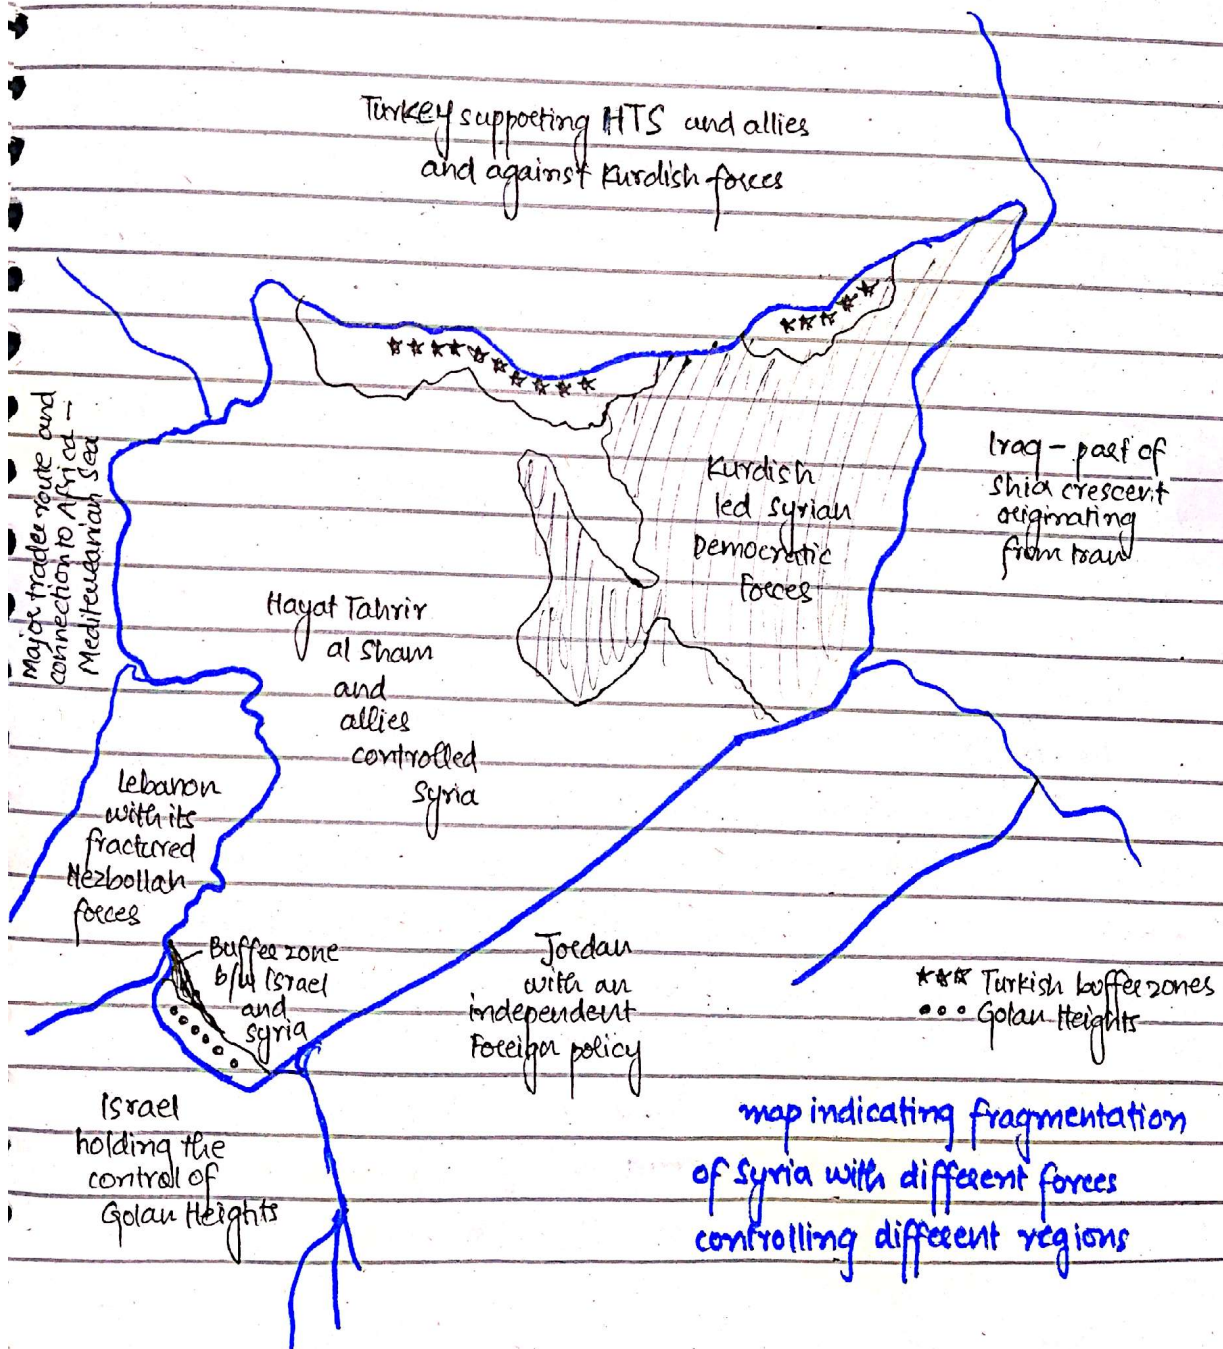 Turkey supporting HTS and allies
and against Kurdish forces
Major trade route and
connection to Africa -
Mediterranian Sea
Kurdish
led Syrian
Democratic
Forces
Iraq - part of
shia crescent
originating
from Iran
Hayat Tahrir
al Sham
and
allies
controlled
Syria
Lebanon
with its
fractured
Hezbollah
forces
Buffer zone
b/w Israel
and
Syria
Jordan
with an
independent
Foreign policy
*** Turkish buffer zones
••• Golan Heights
Israel
holding the
control of
Golan Heights
map indicating fragmentation
of Syria with different forces
controlling different regions